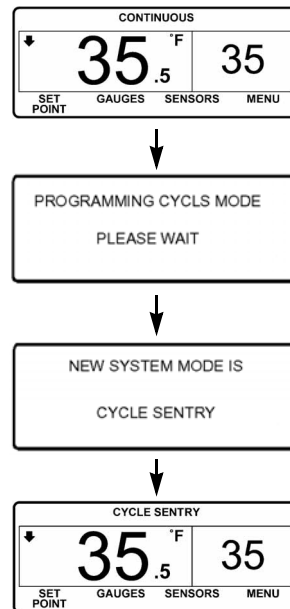 CONTINUOUS
35.5 °F 35
SET POINT GAUGES SENSORS MENU
PROGRAMMING CYCLS MODE
PLEASE WAIT
NEW SYSTEM MODE IS
CYCLE SENTRY
CYCLE SENTRY
35.5 °F 35
SET POINT GAUGES SENSORS MENU